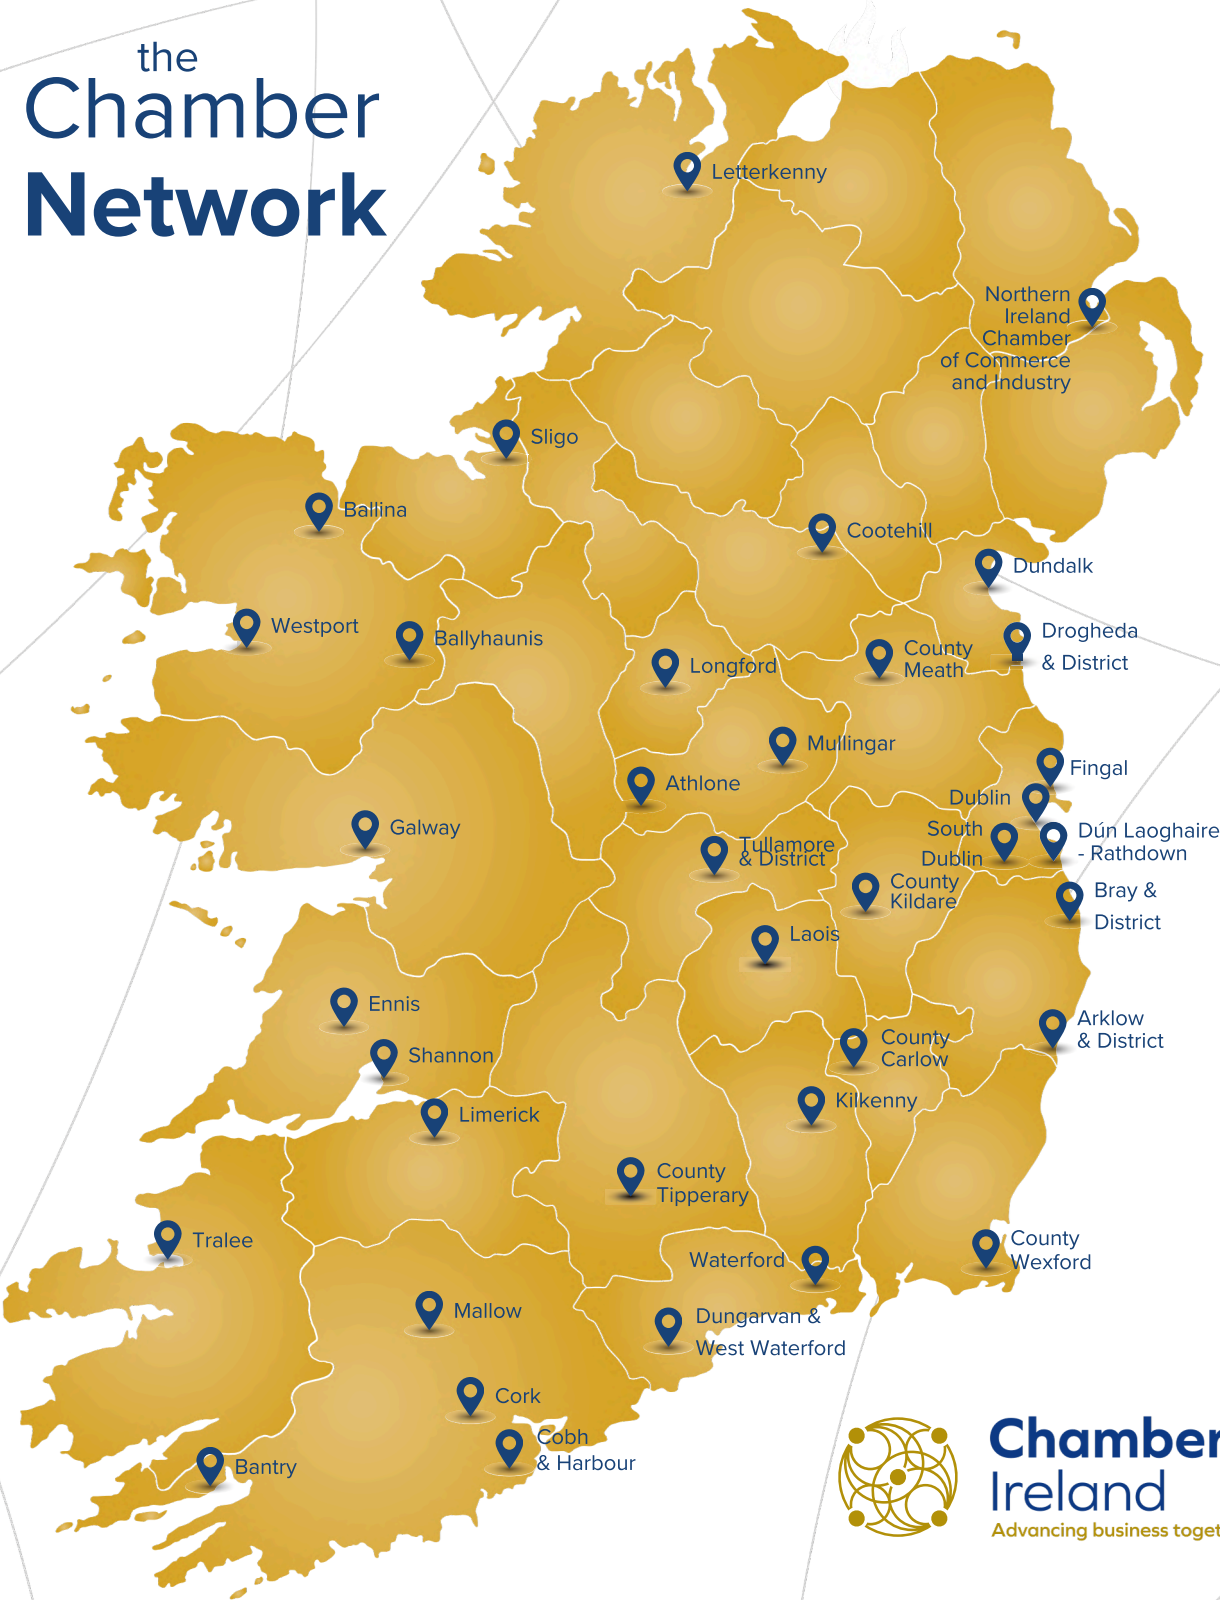 the
Chamber
Network
Letterkenny
Northern
Ireland
Chamber
of Commerce
and Industry
Sligo
Ballina
Cootehill
Dundalk
Westport
Ballyhaunis
Drogheda
& District
County
Meath
Longford
Mullingar
Fingal
Athlone
Dublin
Galway
South
Dublin
Dún Laoghaire
- Rathdown
Tullamore
& District
County
Kildare
Bray &
District
Laois
Ennis
Arklow
& District
Shannon
County
Carlow
Kilkenny
Limerick
County
Tipperary
Tralee
County
Wexford
Waterford
Mallow
Dungarvan &
West Waterford
Cork
Cobh
& Harbour
Bantry
Chamber
Ireland
Advancing business toget